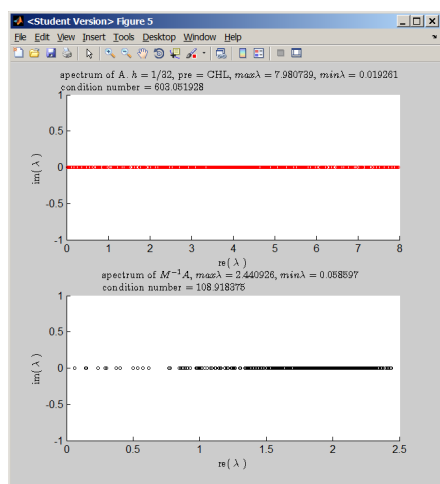 <Student Version> Figure 5
File Edit View Insert Tools Desktop Window Help
spectrum of A. h = 1/32, pre = CHL, maxλ = 7.980739, minλ = 0.019261
condition number = 603.051928
1
0.5
0
-0.5
-1
im( λ )
0 1 2 3 4 5 6 7 8
re( λ )
spectrum of M⁻¹A, maxλ = 2.440926, minλ = 0.058597
condition number = 108.918375
1
0.5
0
-0.5
-1
im( λ )
0 0.5 1 1.5 2 2.5
re( λ )